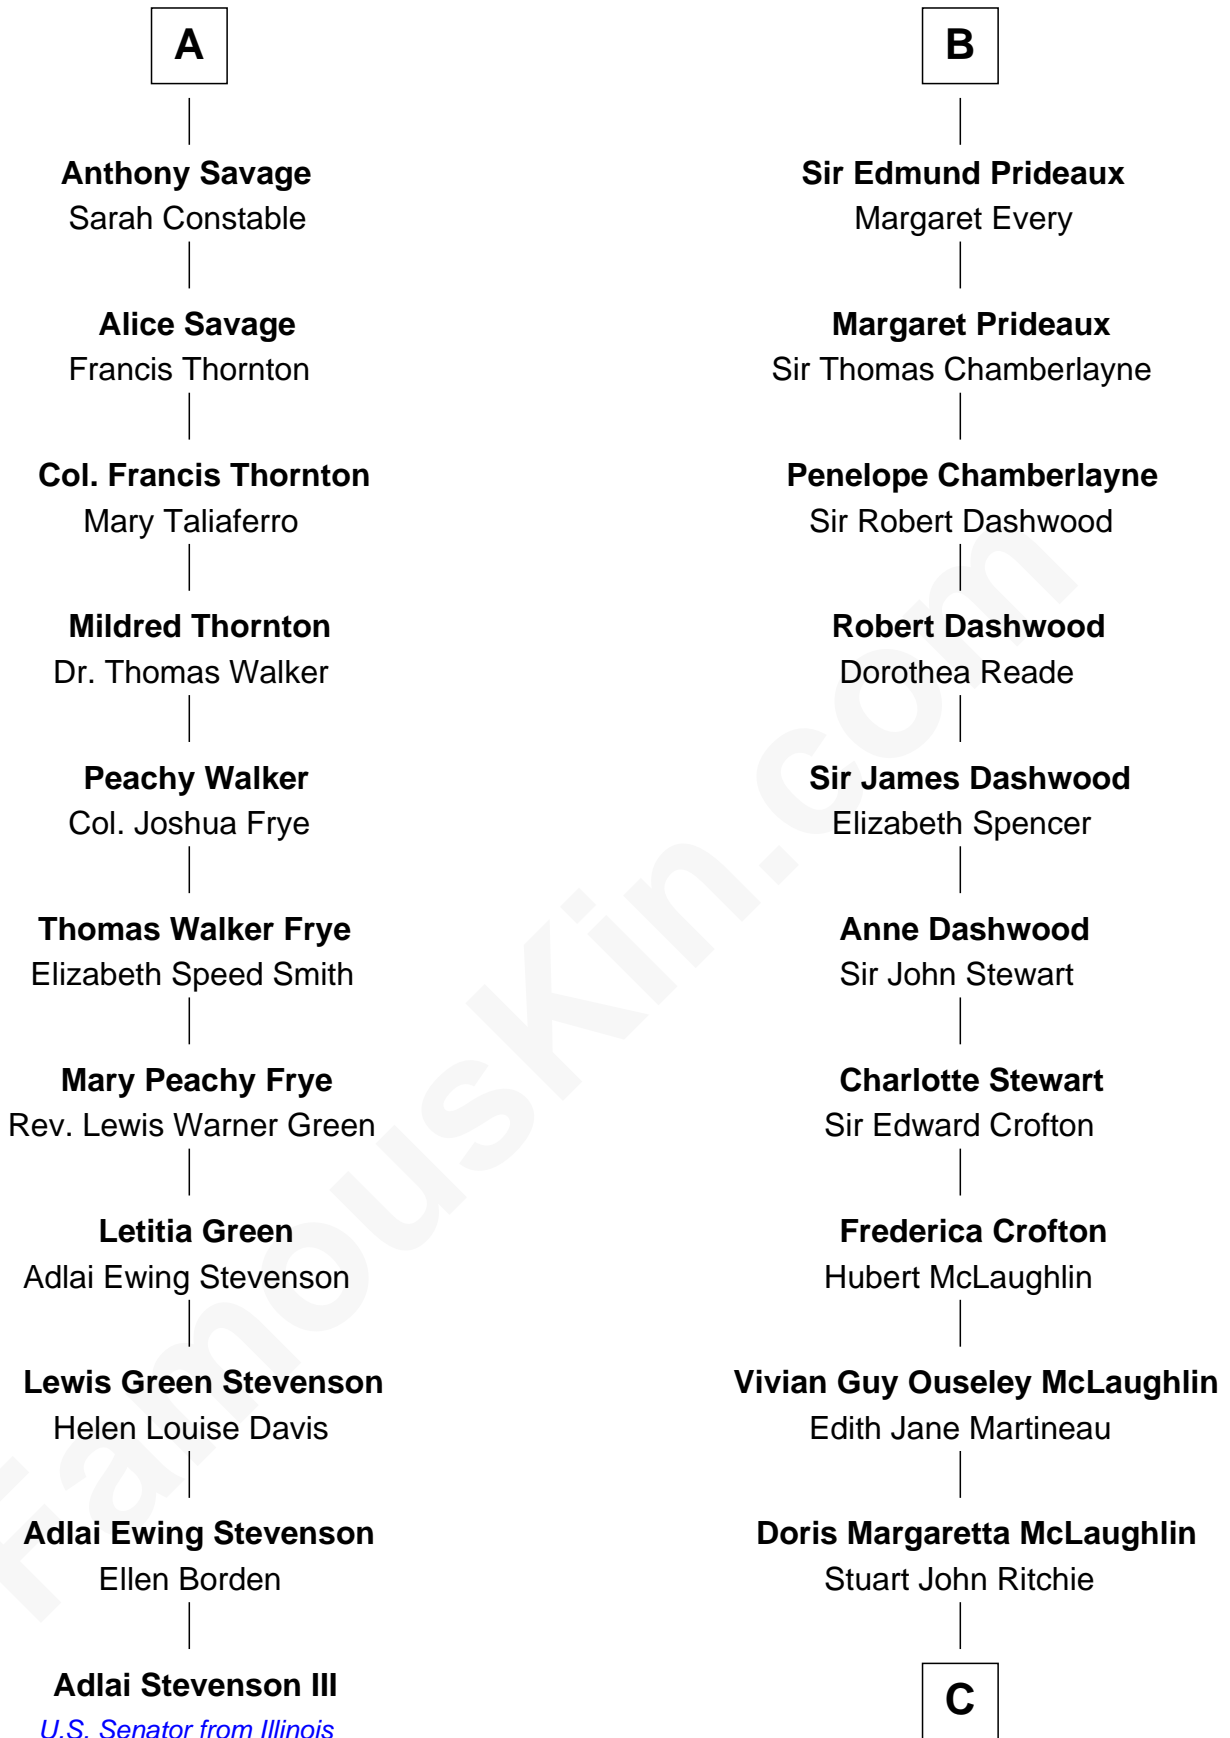 A
Anthony Savage
Sarah Constable
Alice Savage
Francis Thornton
Col. Francis Thornton
Mary Taliaferro
Mildred Thornton
Dr. Thomas Walker
Peachy Walker
Col. Joshua Frye
Thomas Walker Frye
Elizabeth Speed Smith
Mary Peachy Frye
Rev. Lewis Warner Green
Letitia Green
Adlai Ewing Stevenson
Lewis Green Stevenson
Helen Louise Davis
Adlai Ewing Stevenson
Ellen Borden
Adlai Stevenson III
U.S. Senator from Illinois
B
Sir Edmund Prideaux
Margaret Every
Margaret Prideaux
Sir Thomas Chamberlayne
Penelope Chamberlayne
Sir Robert Dashwood
Robert Dashwood
Dorothea Reade
Sir James Dashwood
Elizabeth Spencer
Anne Dashwood
Sir John Stewart
Charlotte Stewart
Sir Edward Crofton
Frederica Crofton
Hubert McLaughlin
Vivian Guy Ouseley McLaughlin
Edith Jane Martineau
Doris Margaretta McLaughlin
Stuart John Ritchie
C
FamousKin.com